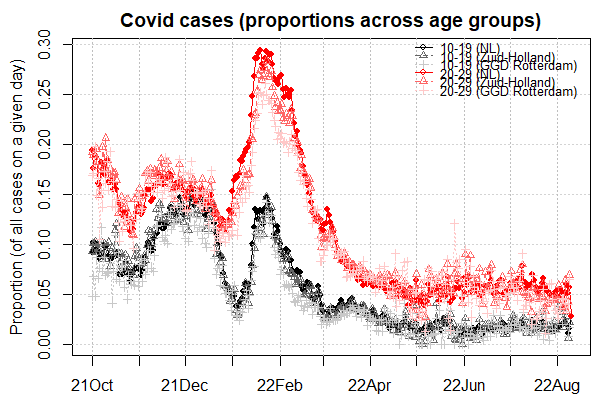 Covid cases (proportions across age groups)
Proportion (of all cases on a given day)
0.30
0.25
0.20
0.15
0.10
0.05
0.00
10-19 (NL)
10-19 (Zuid-Holland)
10-19 (GGD Rotterdam)
20-29 (NL)
20-29 (Zuid-Holland)
20-29 (GGD Rotterdam)
21Oct 21Dec 22Feb 22Apr 22Jun 22Aug